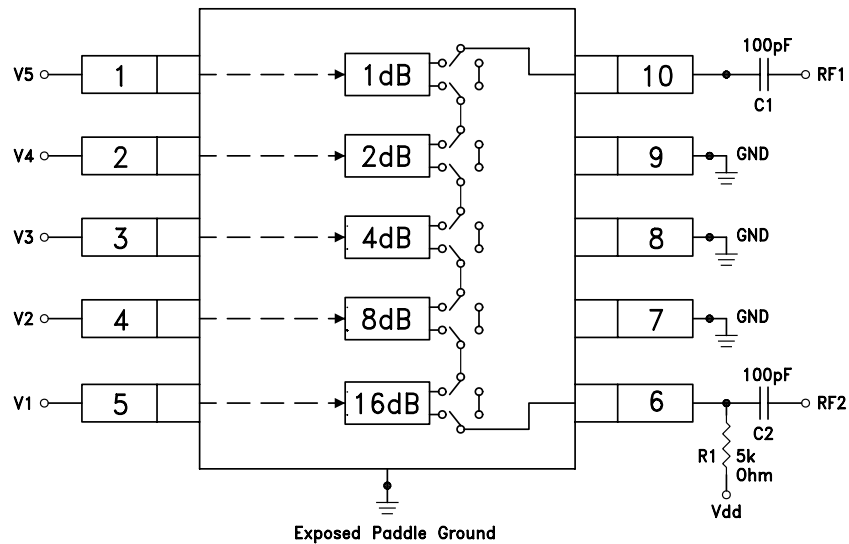 100pF
V5 1 1dB 10 RF1
C1
V4 2 2dB 9 GND
V3 3 4dB 8 GND
V2 4 8dB 7 GND
100pF
V1 5 16dB 6 RF2
C2
R1 5k
Ohm
Vdd
Exposed Paddle Ground